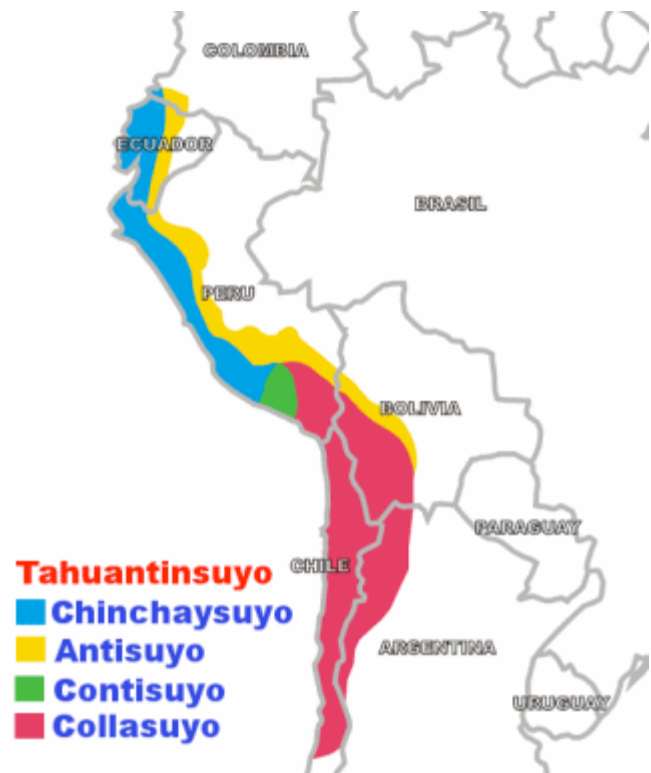 COLOMBIA
ECUADOR
BRASIL
PERU
BOLIVIA
PARAGUAY
CHILE
ARGENTINA
URUGUAY
Tahuantinsuyo
Chinchaysuyo
Antisuyo
Contisuyo
Collasuyo